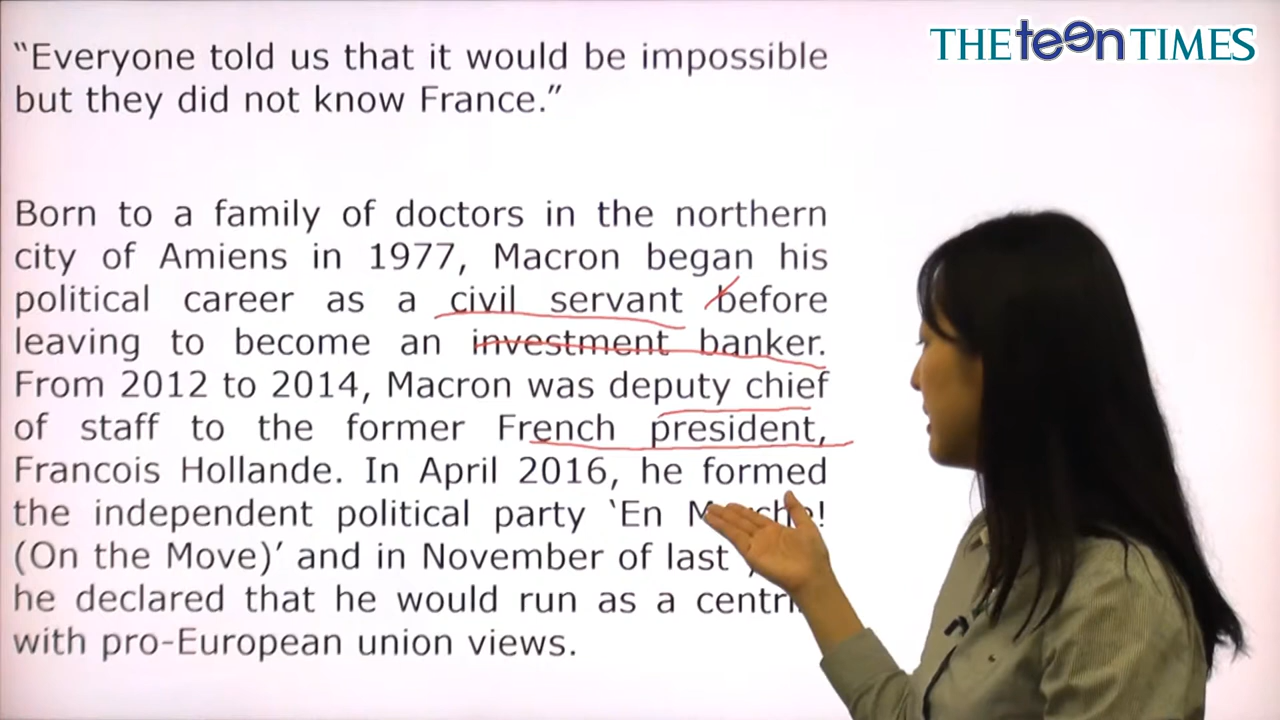 THE teen TIMES
“Everyone told us that it would be impossible
but they did not know France.”
Born to a family of doctors in the northern
city of Amiens in 1977, Macron began his
political career as a civil servant before
leaving to become an investment banker.
From 2012 to 2014, Macron was deputy chief
of staff to the former French president,
Francois Hollande. In April 2016, he formed
the independent political party ‘En !
(On the Move)’ and in November of last
he declared that he would run as a
with pro-European union views.